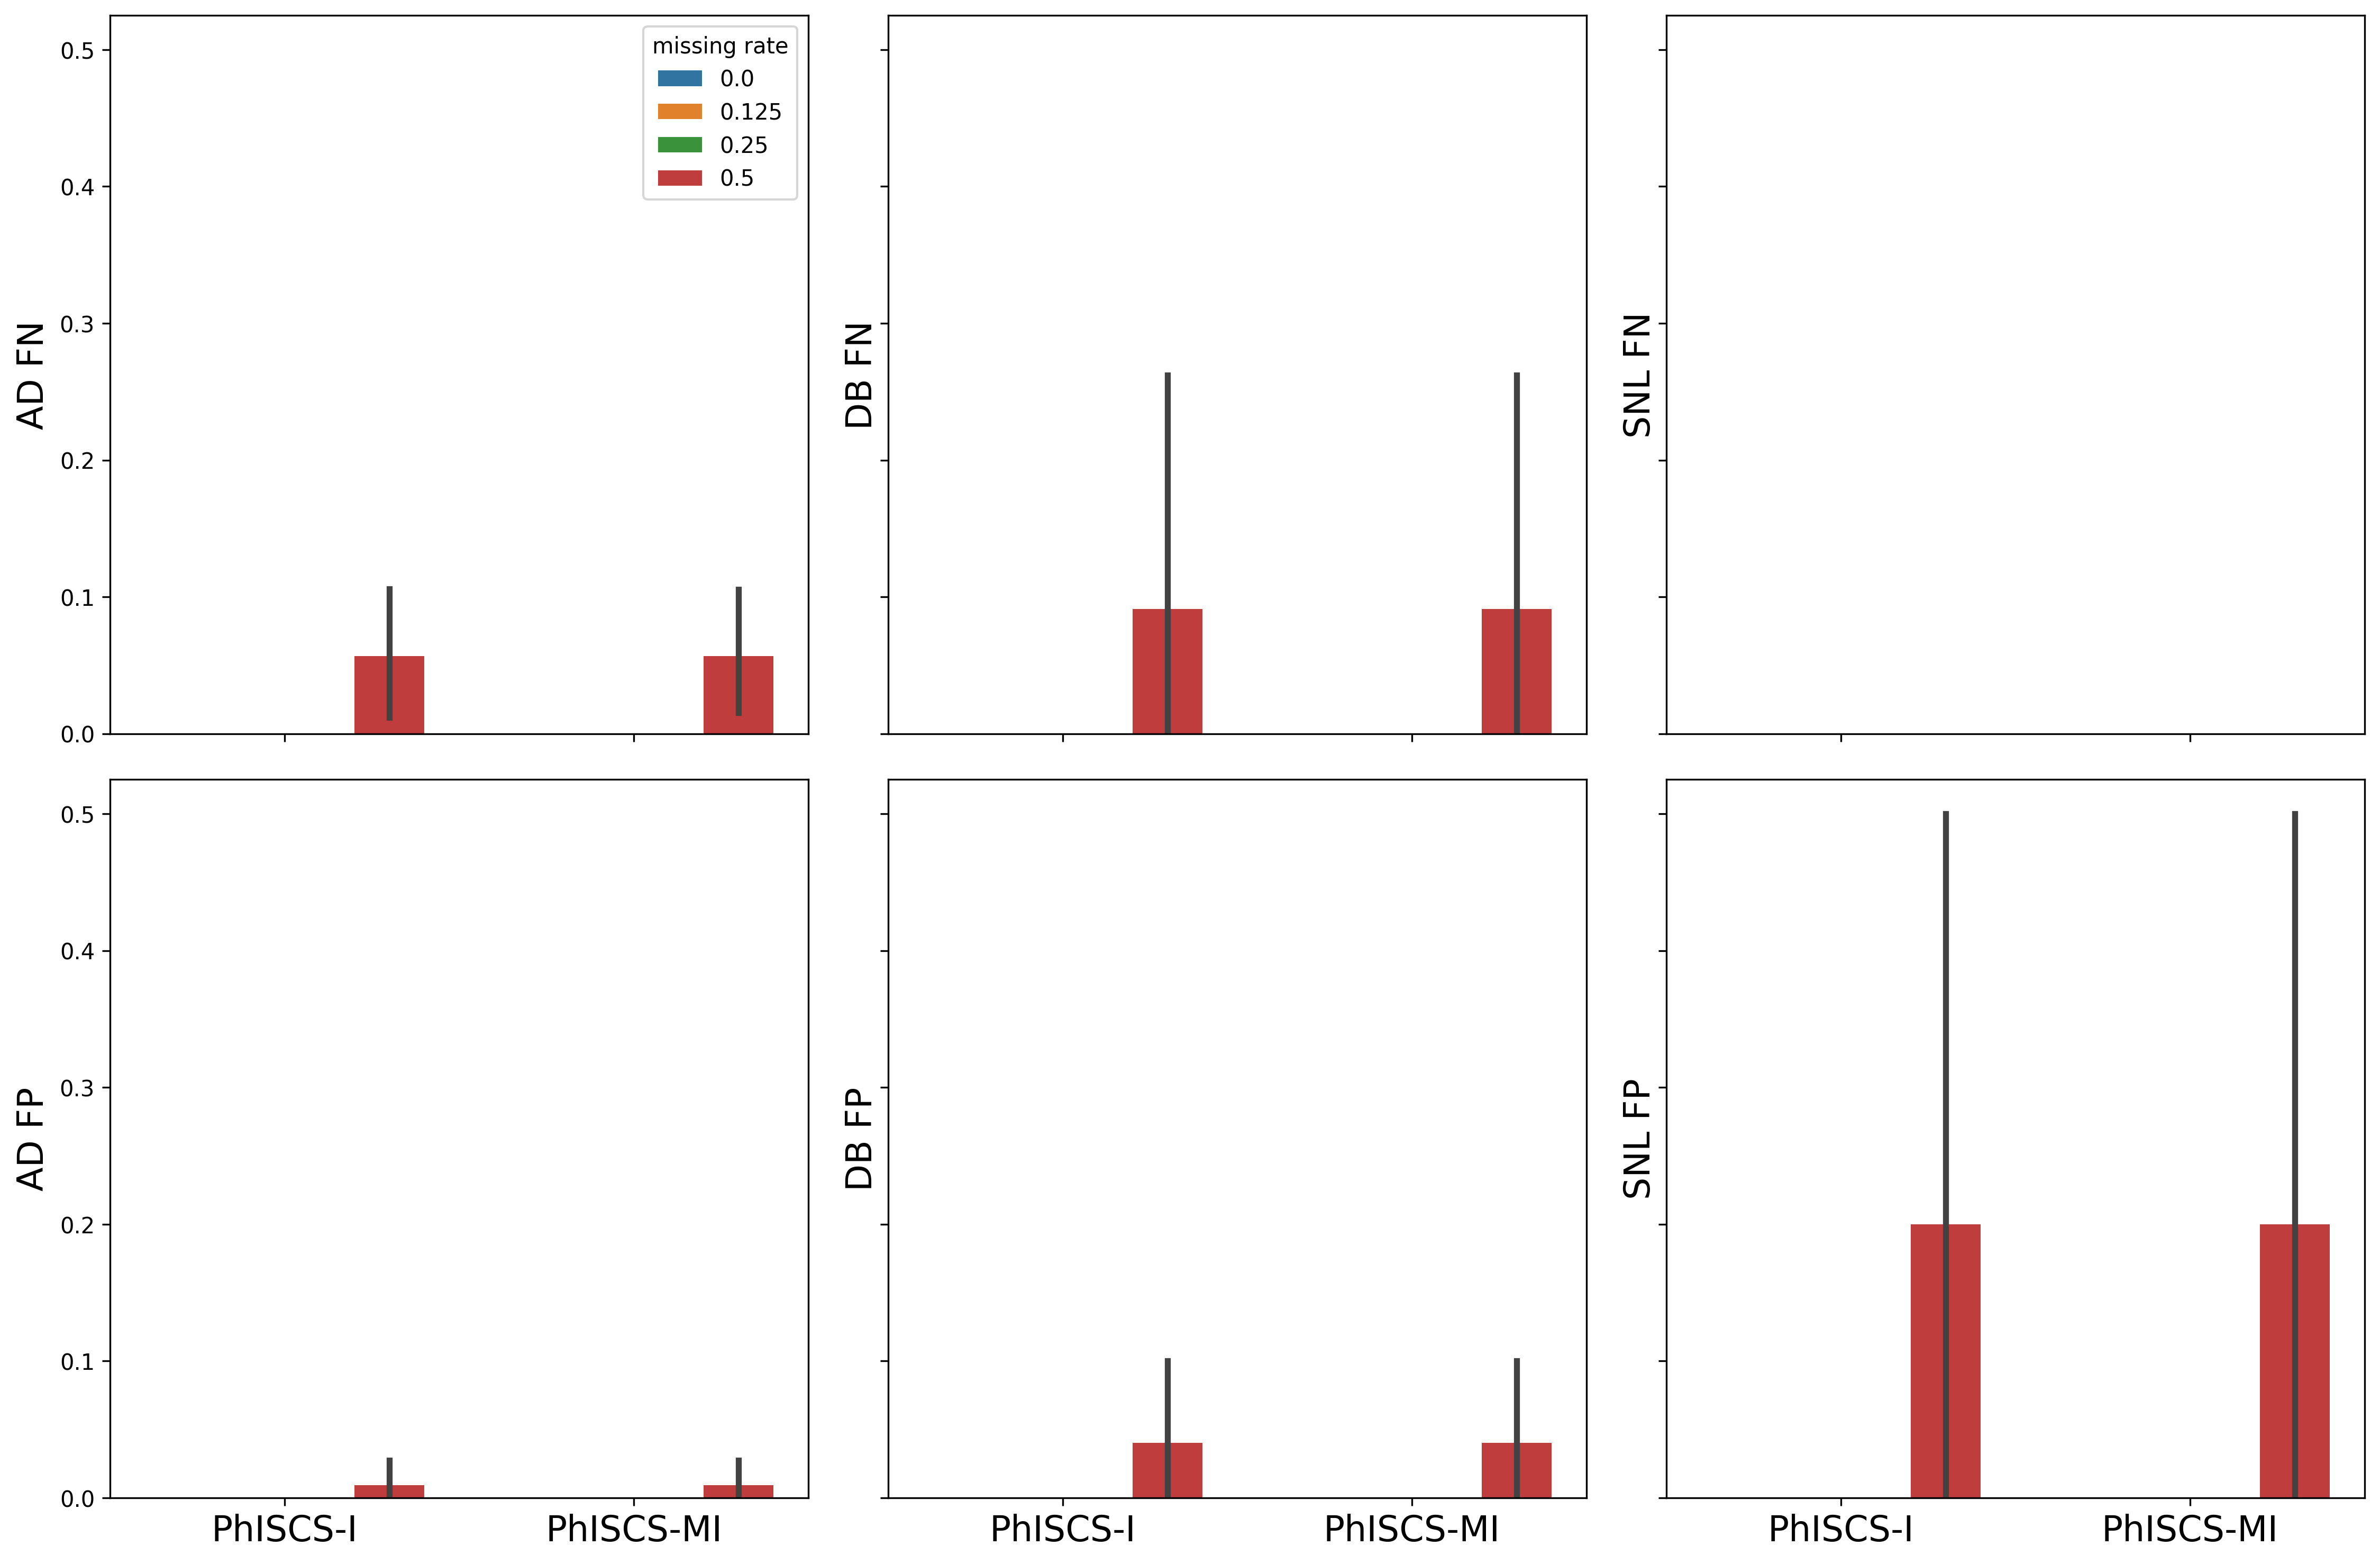 AD FN
0.5
0.4
0.3
0.2
0.1
0.0
missing rate
0.0
0.125
0.25
0.5
DB FN
SNL FN
AD FP
0.5
0.4
0.3
0.2
0.1
0.0
PhISCS-I
PhISCS-MI
DB FP
PhISCS-I
PhISCS-MI
SNL FP
PhISCS-I
PhISCS-MI